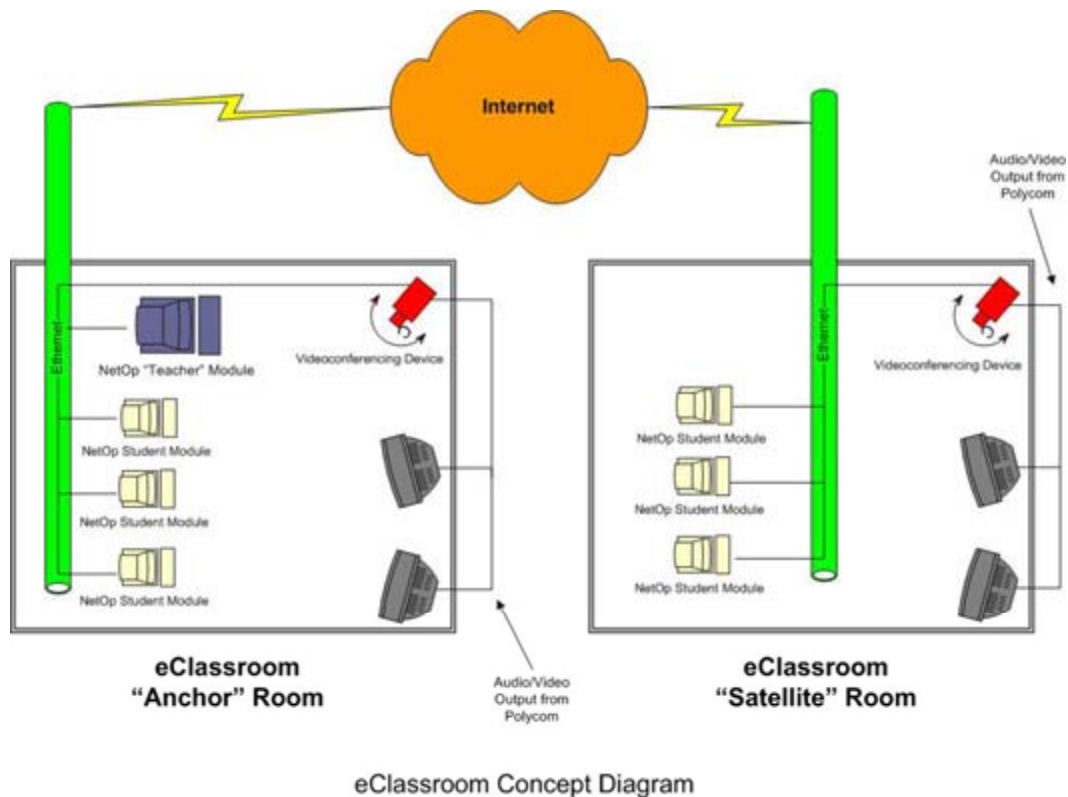 Internet
Audio/Video
Output from
Polycom
Ethernet
NetOp "Teacher" Module
Videoconferencing Device
NetOp Student Module
NetOp Student Module
NetOp Student Module
Ethernet
Videoconferencing Device
NetOp Student Module
NetOp Student Module
NetOp Student Module
eClassroom
“Anchor” Room
Audio/Video
Output from
Polycom
eClassroom
“Satellite” Room
eClassroom Concept Diagram